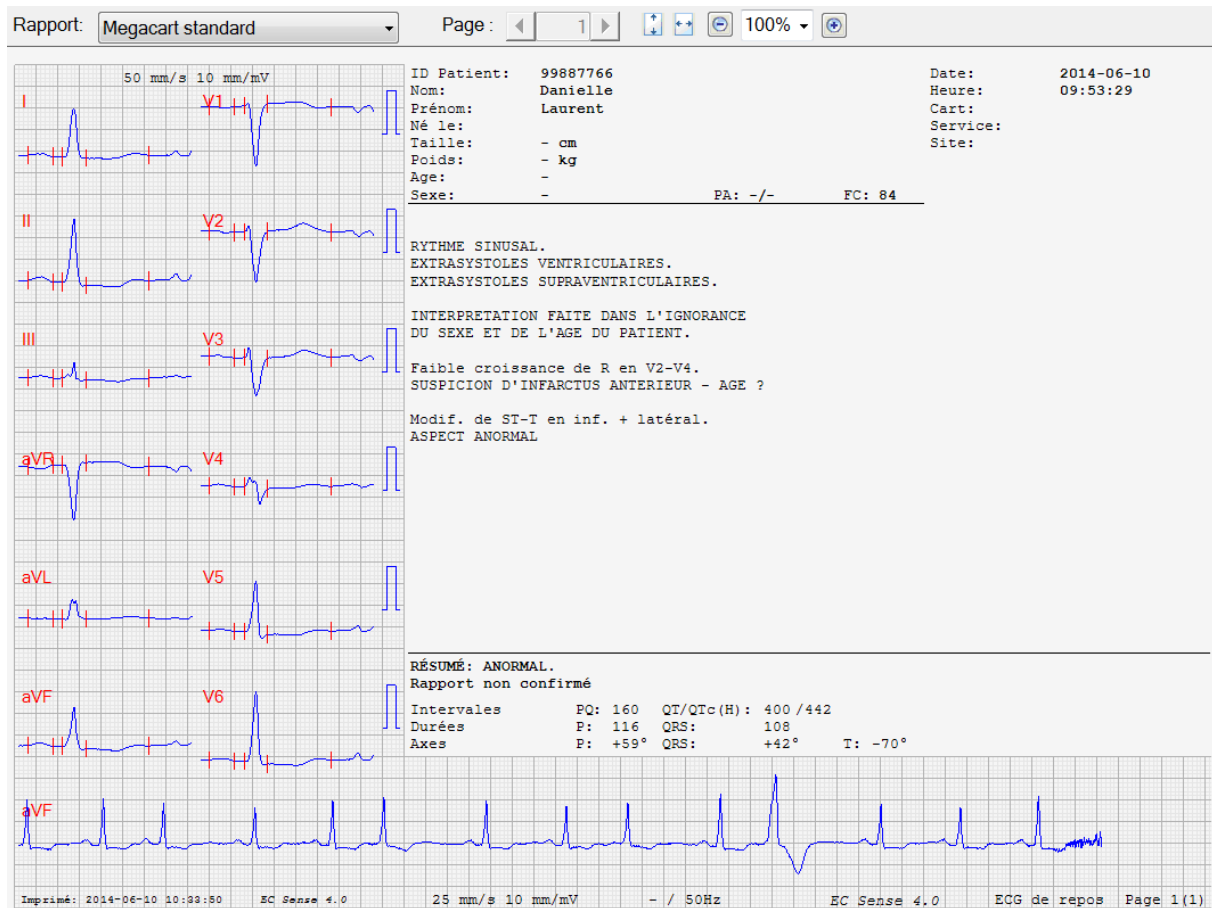 Rapport: Megacart standard Page : 1 100%
50 mm/s 10 mm/mV
I V1
II V2
III V3
aVR V4
aVL V5
aVF V6
aVF
ID Patient: 99887766 Date: 2014-06-10
Nom: Danielle Heure: 09:53:29
Prénom: Laurent Cart:
Né le: Service:
Taille: - cm Site:
Poids: - kg
Age: -
Sexe: - PA: -/- FC: 84
RYTHME SINUSAL.
EXTRASYSTOLES VENTRICULAIRES.
EXTRASYSTOLES SUPRAVENTRICULAIRES.
INTERPRETATION FAITE DANS L'IGNORANCE
DU SEXE ET DE L'AGE DU PATIENT.
Faible croissance de R en V2-V4.
SUSPICION D'INFARCTUS ANTERIEUR - AGE ?
Modif. de ST-T en inf. + latéral.
ASPECT ANORMAL
RÉSUMÉ: ANORMAL.
Rapport non confirmé
Intervales PQ: 160 QT/QTc(H): 400 /442
Durées P: 116 QRS: 108
Axes P: +59° QRS: +42° T: -70°
Imprimé: 2014-06-10 10:33:50 EC Sense 4.0 25 mm/s 10 mm/mV - / 50Hz EC Sense 4.0 ECG de repos Page 1(1)